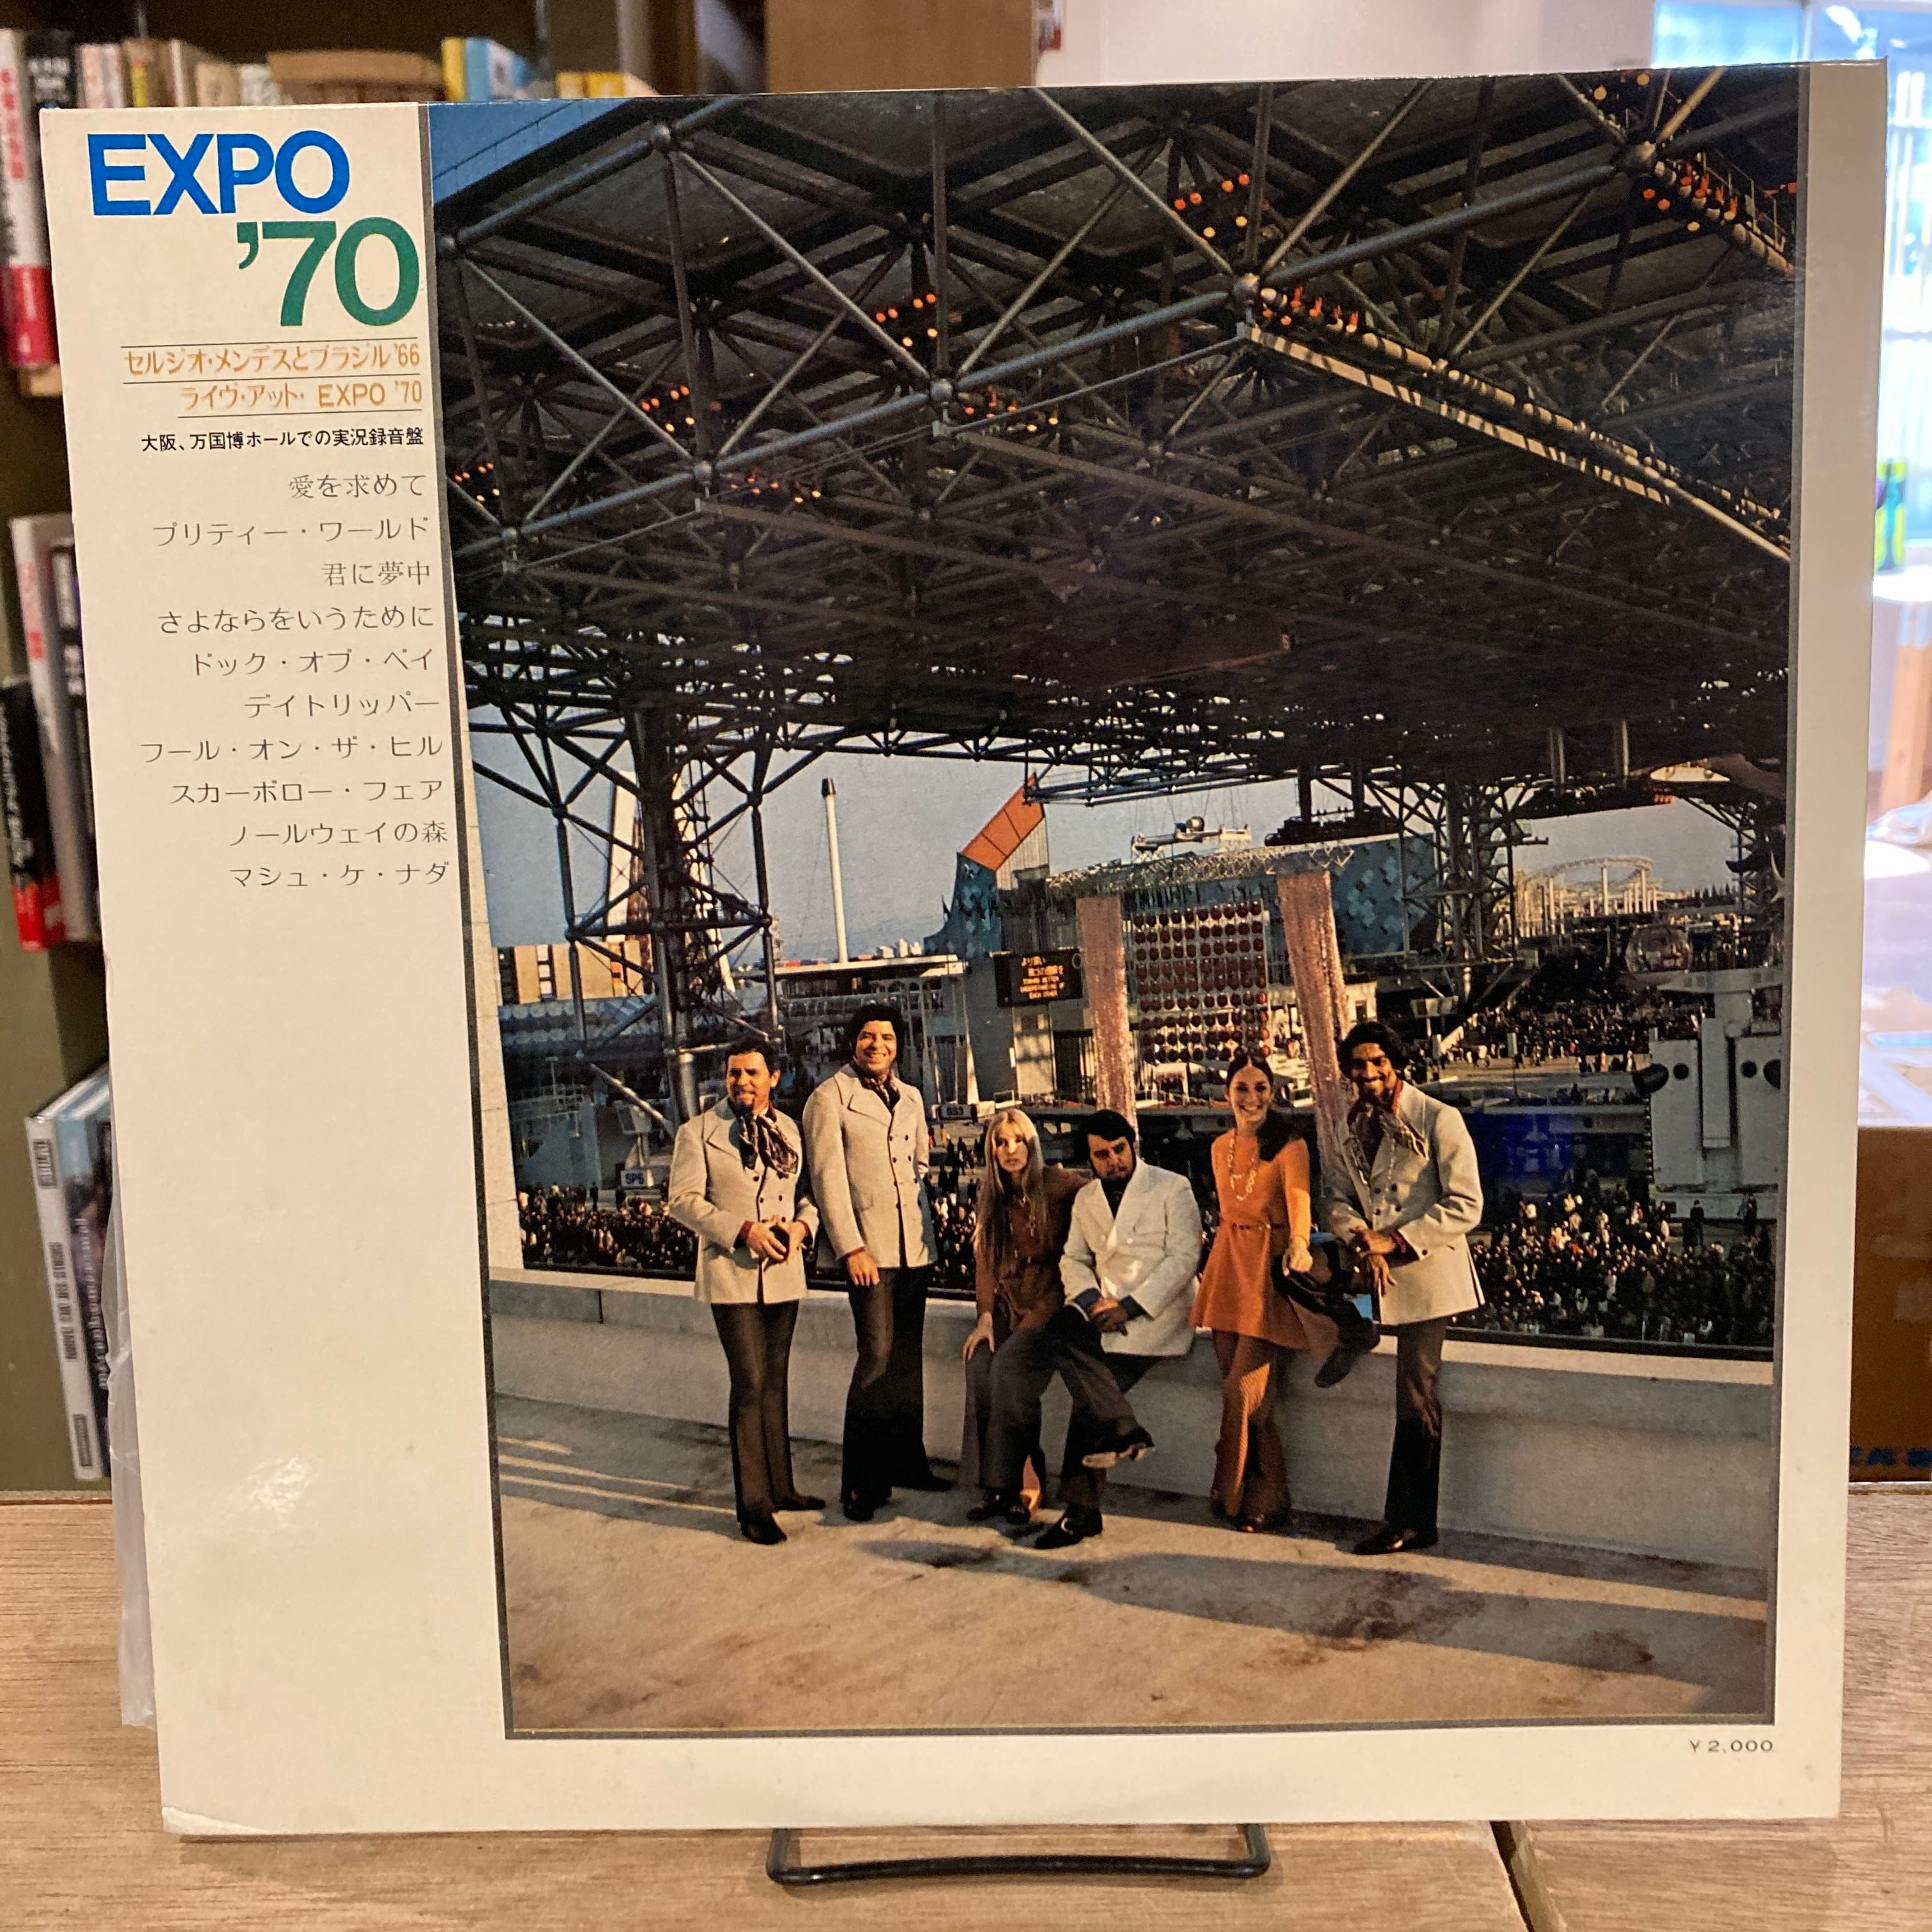 EXPO
'70
セルジオ・メンデスとブラジル'66
ライヴ・アット・EXPO '70
大阪、万国博ホールでの実況録音盤
愛を求めて
プリティー・ワールド
君に夢中
さよならをいうために
ドック・オブ・ベイ
デイトリッパー
フール・オン・ザ・ヒル
スカーボロー・フェア
ノールウェイの森
マシュ・ケ・ナダ
SS3
SP6
¥2,000